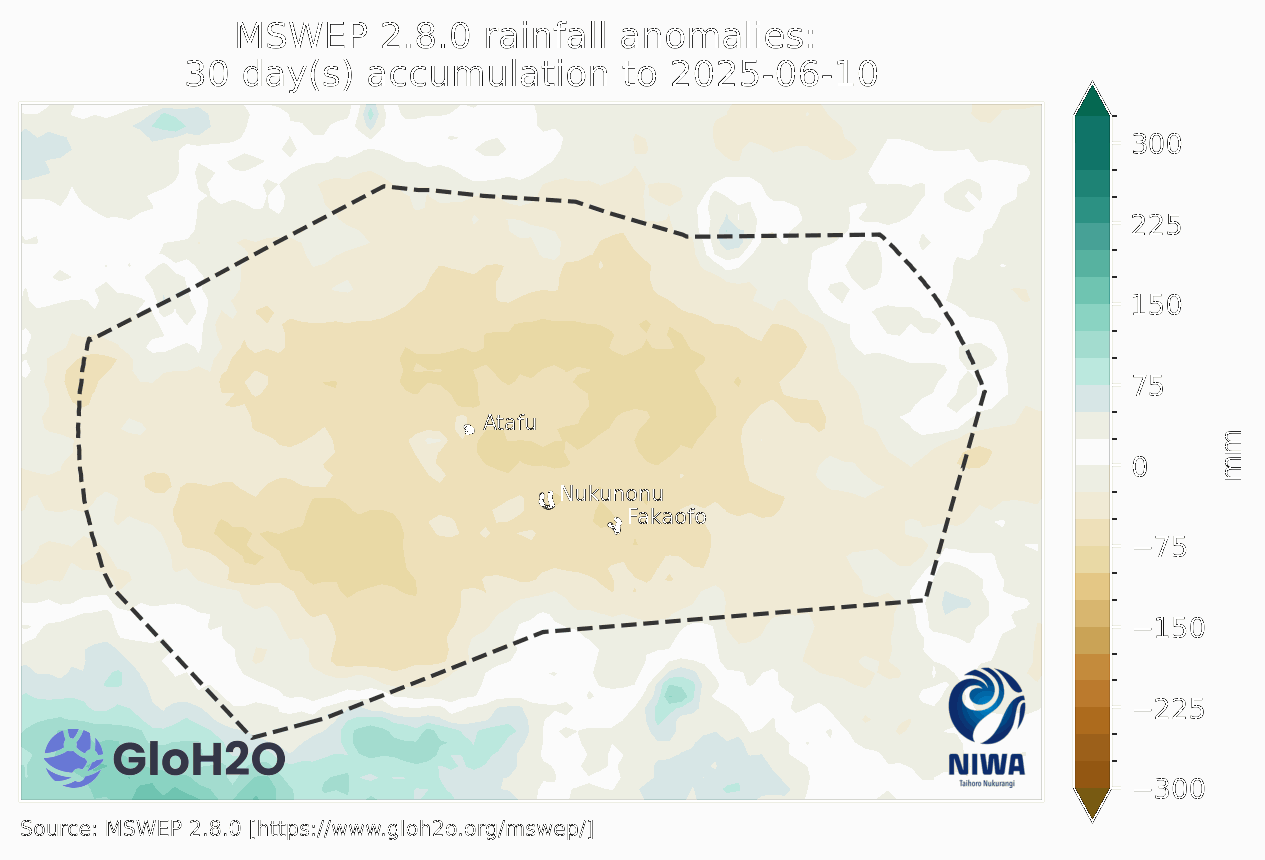 MSWEP 2.8.0 rainfall anomalies:
30 day(s) accumulation to 2025-06-10
300
225
150
75
0
−75
−150
−225
−300
mm
Atafu
Nukunonu
Fakaofo
GloH2O
NIWA
Taihoro Nukurangi
Source: MSWEP 2.8.0 [https://www.gloh2o.org/mswep/]